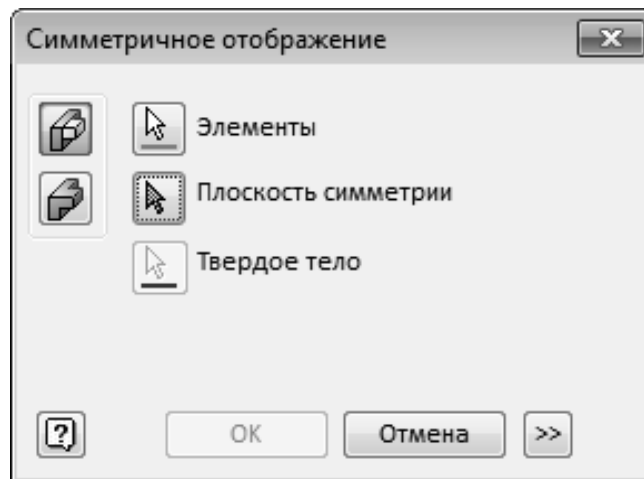 Симметричное отображение
Элементы
Плоскость симметрии
Твердое тело
? OK Отмена >>